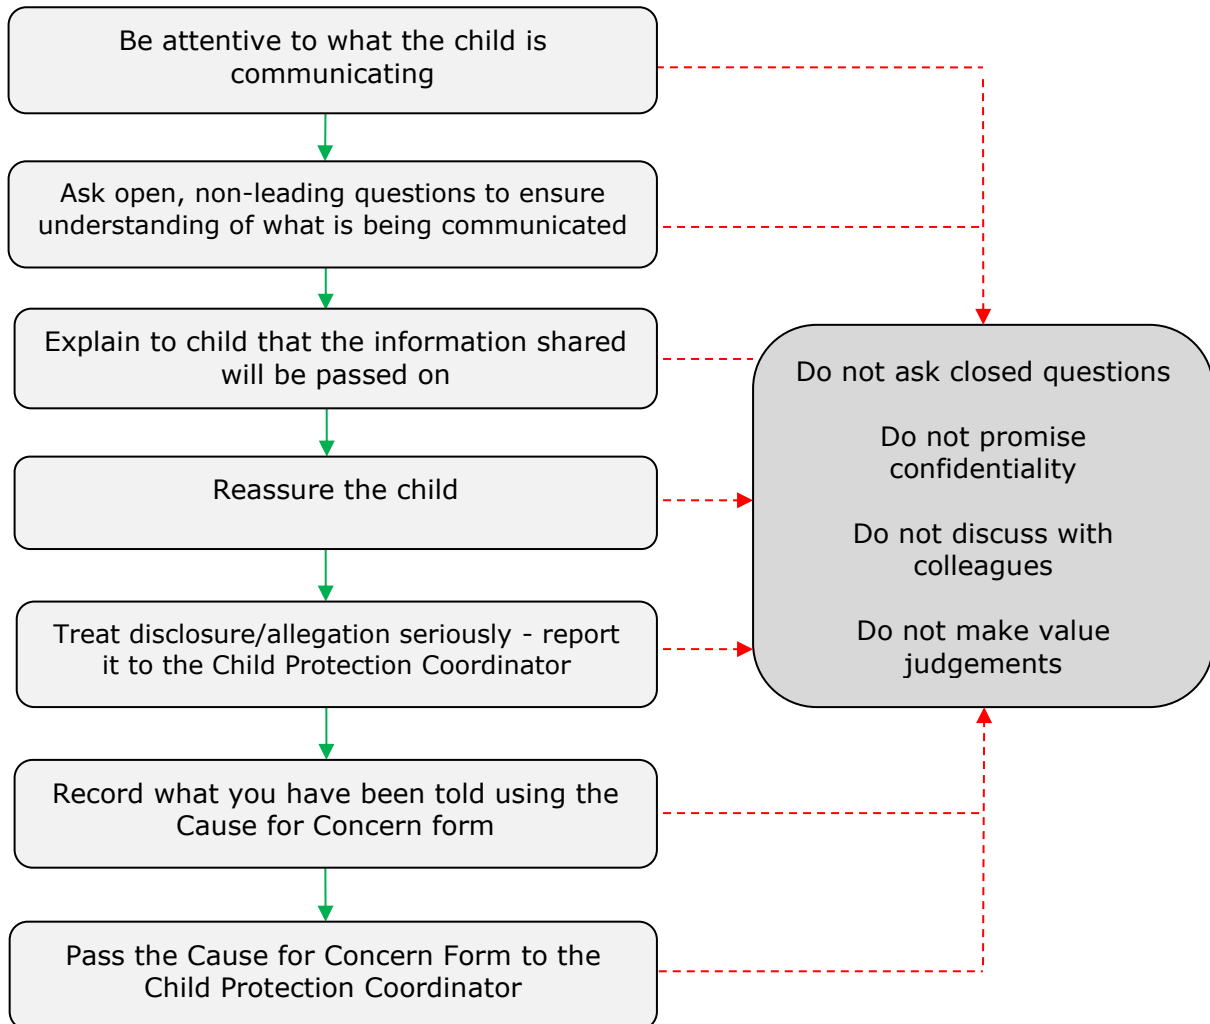 Be attentive to what the child is
communicating
Ask open, non-leading questions to ensure
understanding of what is being communicated
Explain to child that the information shared
will be passed on
Reassure the child
Treat disclosure/allegation seriously - report
it to the Child Protection Coordinator
Record what you have been told using the
Cause for Concern form
Pass the Cause for Concern Form to the
Child Protection Coordinator
Do not ask closed questions
Do not promise
confidentiality
Do not discuss with
colleagues
Do not make value
judgements